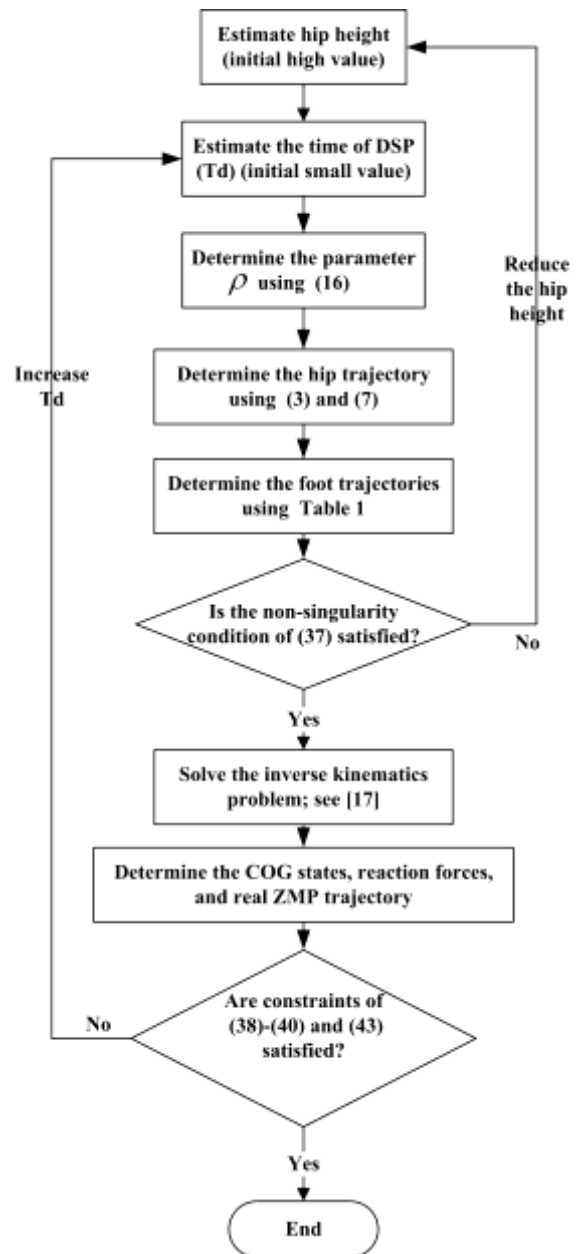 Estimate hip height
(initial high value)
Estimate the time of DSP
(Td) (initial small value)
Determine the parameter
ρ using (16)
Reduce
the hip
height
Increase
Td
Determine the hip trajectory
using (3) and (7)
Determine the foot trajectories
using Table 1
Is the non-singularity
condition of (37) satisfied?
No
Yes
Solve the inverse kinematics
problem; see [17]
Determine the COG states, reaction forces,
and real ZMP trajectory
Are constraints of
(38)-(40) and (43)
satisfied?
No
Yes
End